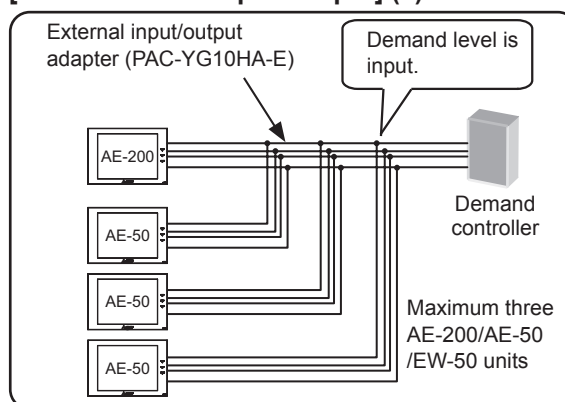 External input/output
adapter (PAC-YG10HA-E)
Demand level is
input.
AE-200
AE-50
AE-50
AE-50
Demand
controller
Maximum three
AE-200/AE-50
/EW-50 units